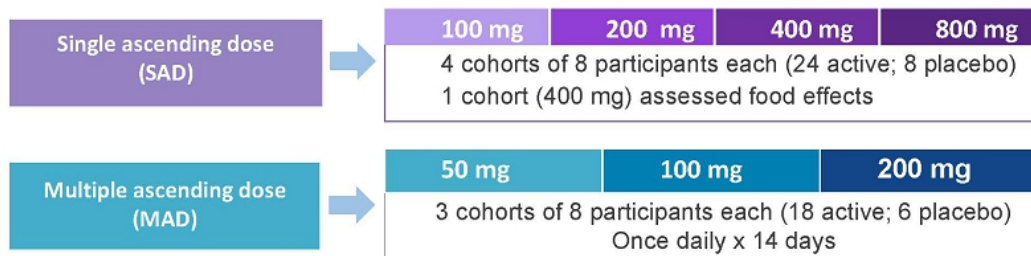 Single ascending dose
(SAD)
100 mg 200 mg 400 mg 800 mg
4 cohorts of 8 participants each (24 active; 8 placebo)
1 cohort (400 mg) assessed food effects
Multiple ascending dose
(MAD)
50 mg 100 mg 200 mg
3 cohorts of 8 participants each (18 active; 6 placebo)
Once daily x 14 days